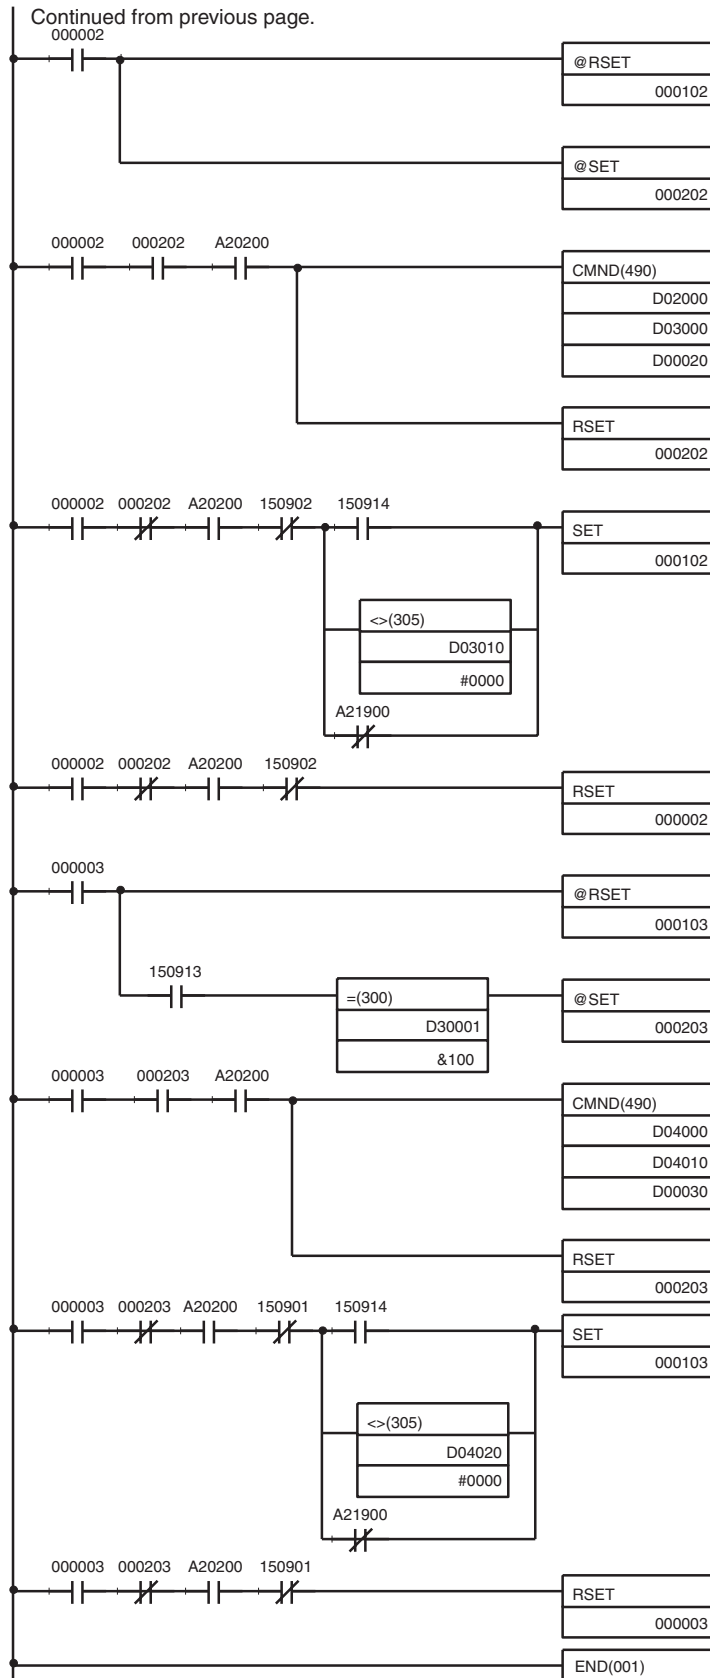 Continued from previous page.
000002
@RSET
000102
@SET
000202
000002 000202 A20200
CMND(490)
D02000
D03000
D00020
RSET
000202
000002 000202 A20200 150902 150914
SET
000102
<>(305)
D03010
#0000
A21900
000002 000202 A20200 150902
RSET
000002
000003
@RSET
000103
150913
=(300)
D30001
&100
@SET
000203
000003 000203 A20200
CMND(490)
D04000
D04010
D00030
RSET
000203
000003 000203 A20200 150901 150914
SET
000103
<>(305)
D04020
#0000
A21900
000003 000203 A20200 150901
RSET
000003
END(001)